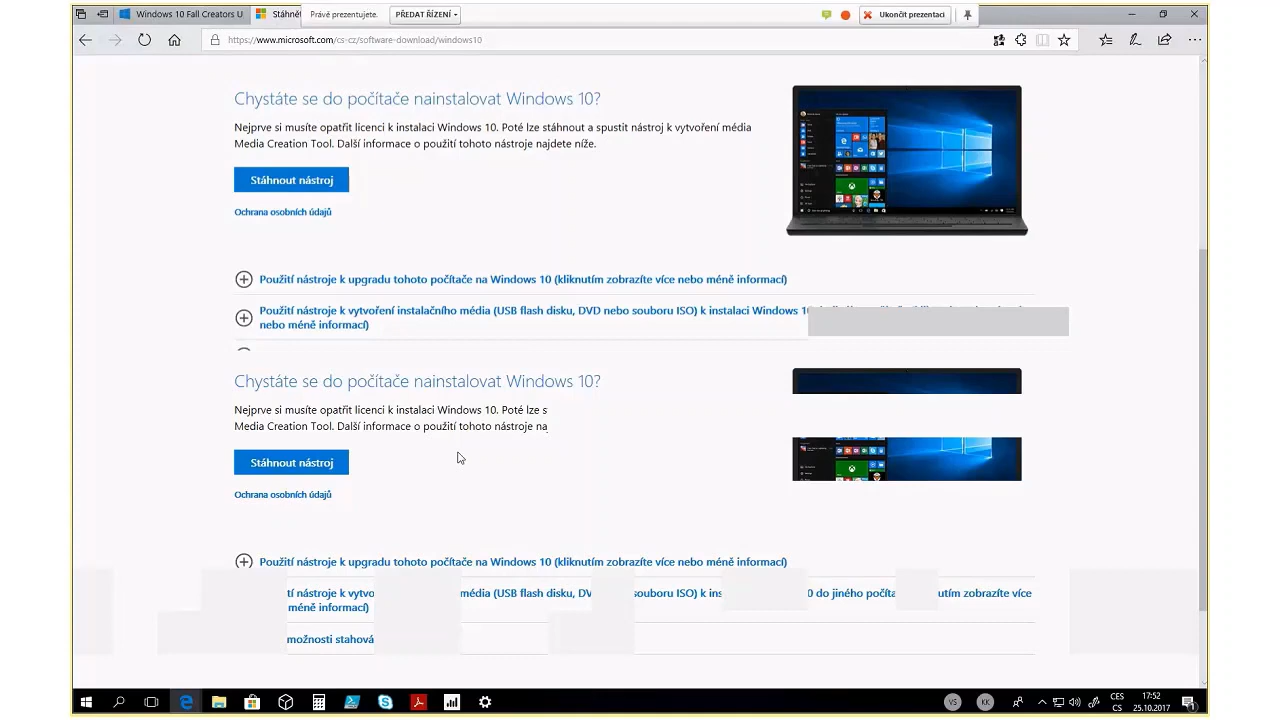 Windows 10 Fall Creators U
Stáhně
Právě prezentujete.
PŘEDAT ŘÍZENÍ
Ukončit prezentaci
https://www.microsoft.com/cs-cz/software-download/windows10
Chystáte se do počítače nainstalovat Windows 10?
Nejprve si musíte opatřit licenci k instalaci Windows 10. Poté lze stáhnout a spustit nástroj k vytvoření média
Media Creation Tool. Další informace o použití tohoto nástroje najdete níže.
Stáhnout nástroj
Ochrana osobních údajů
Použití nástroje k upgradu tohoto počítače na Windows 10 (kliknutím zobrazíte více nebo méně informací)
Použití nástroje k vytvoření instalačního média (USB flash disku, DVD nebo souboru ISO) k instalaci Windows 10
nebo méně informací)
Chystáte se do počítače nainstalovat Windows 10?
Nejprve si musíte opatřit licenci k instalaci Windows 10. Poté lze s
Media Creation Tool. Další informace o použití tohoto nástroje na
Stáhnout nástroj
Ochrana osobních údajů
Použití nástroje k upgradu tohoto počítače na Windows 10 (kliknutím zobrazíte více nebo méně informací)
tí nástroje k vytvo média (USB flash disku, DV souboru ISO) k ins 0 do jiného počíta utím zobrazíte více
méně informací)
možnosti stahová
VS
KK
CES
CS
17:52
25.10.2017